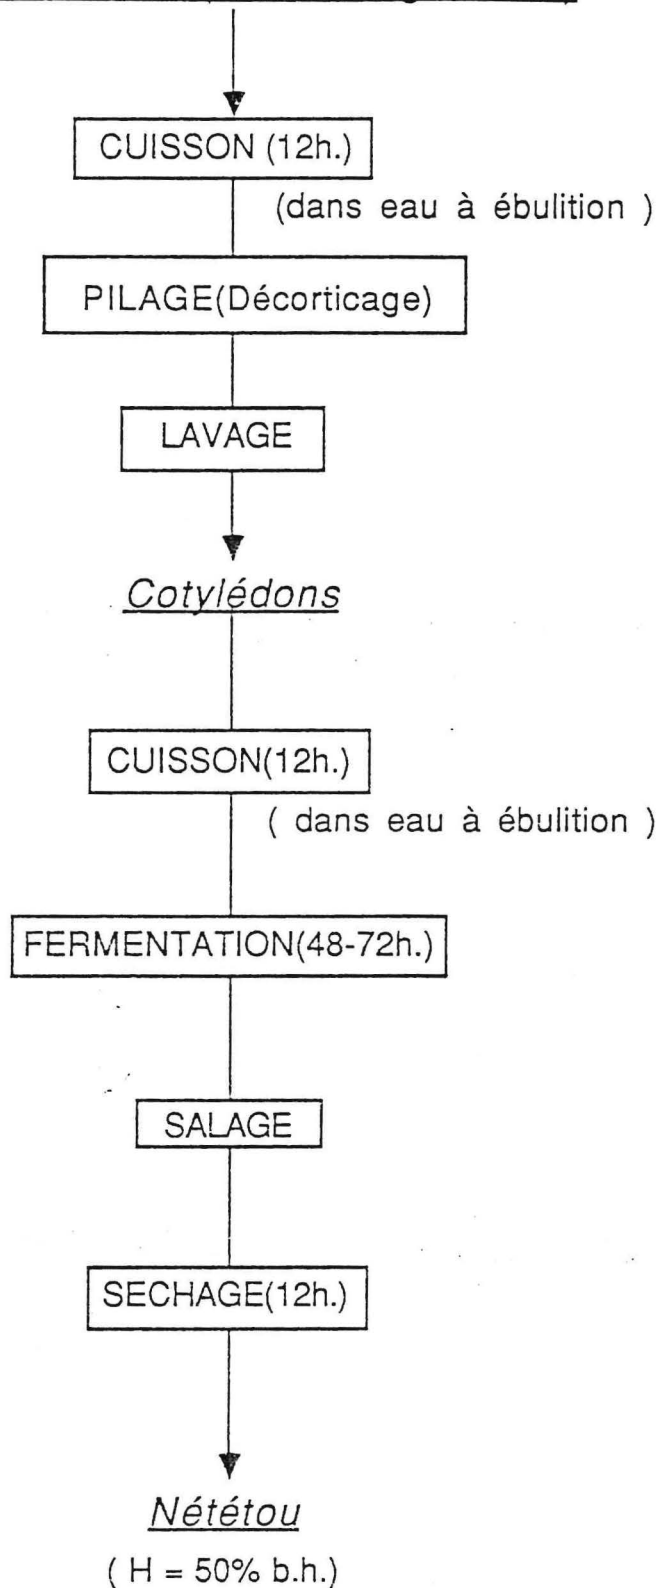 CUISSON (12h.)
(dans eau à ébulition )
PILAGE(Décorticage)
LAVAGE
Cotylédons
CUISSON(12h.)
( dans eau à ébulition )
FERMENTATION(48-72h.)
SALAGE
SECHAGE(12h.)
Nététou
( H = 50% b.h.)